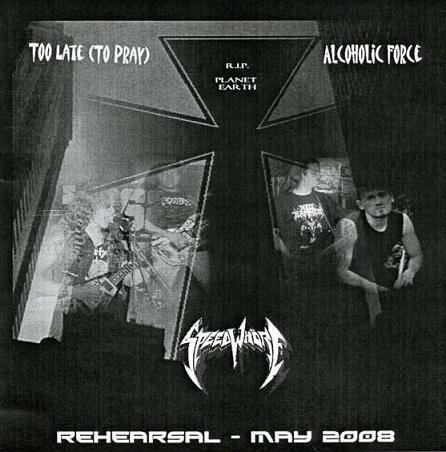 TOO LATE (TO PRAY)
ALCOHOLIC FORCE
R.I.P.
PLANET
EARTH
SPEEDWHORE
REHEARSAL - MAY 2008